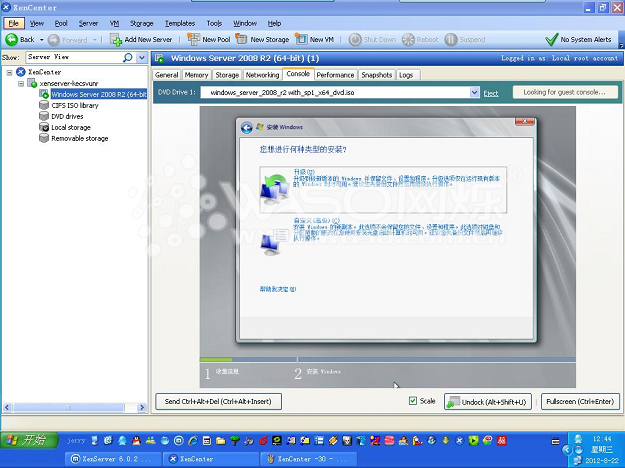 XenCenter
File View Pool Server VM Storage Templates Tools Window Help
Back Forward Add New Server New Pool New Storage New VM Shut Down Reboot Suspend No System Alerts
Show: Server View
Windows Server 2008 R2 (64-bit) (1) Logged in as: Local root account
XenCenter
xenserver-kecsvunr
Windows Server 2008 R2 (64-bit
CIFS ISO library
DVD drives
Local storage
Removable storage
General Memory Storage Networking Console Performance Snapshots Logs
DVD Drive 1: windows_server_2008_r2 with_sp1_x64_dvd.iso Eject Looking for guest console...
安装 Windows
您想进行何种类型的安装?
升级(U)
自定义(高级)(C)
帮助我决定(H)
1 收集信息 2 安装 Windows
Send Ctrl+Alt+Del (Ctrl+Alt+Insert) Scale Undock (Alt+Shift+U) Fullscreen (Ctrl+Enter)
开始 jerry
12:44
星期三
2012-8-22
XenServer 6.0.2 ... XenCenter XenCenter -30 - ...